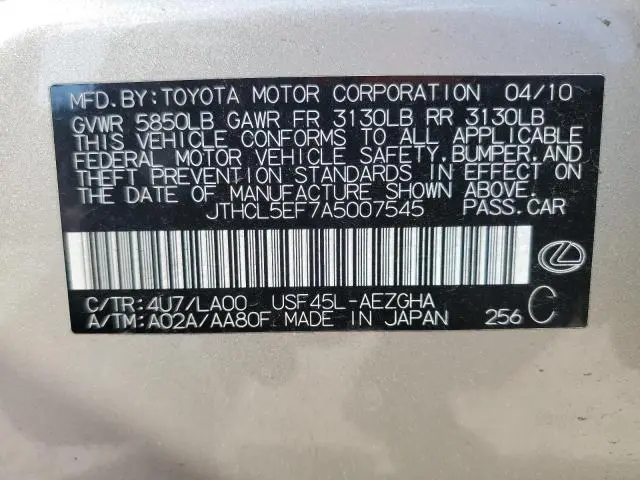 MFD.BY:TOYOTA MOTOR CORPORATION 04/10
GVWR 5850LB GAWR FR 3130LB RR 3130LB
THIS VEHICLE CONFORMS TO ALL APPLICABLE
FEDERAL MOTOR VEHICLE SAFETY,BUMPER,AND
THEFT PREVENTION STANDARDS IN EFFECT ON
THE DATE OF MANUFACTURE SHOWN ABOVE.
JTHCL5EF7A5007545 PASS.CAR
C/TR:4U7/LA00 USF45L-AEZGHA
A/TM:A02A/AA80F MADE IN JAPAN 256 C